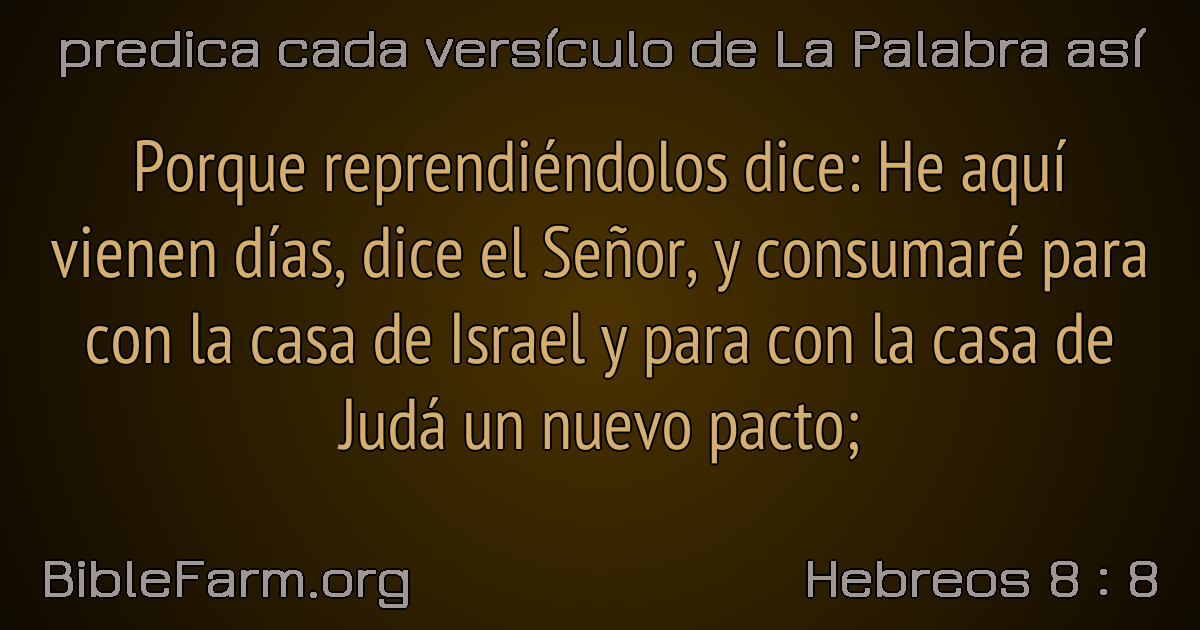 predica cada versículo de La Palabra así
Porque reprendiéndolos dice: He aquí
vienen días, dice el Señor, y consumaré para
con la casa de Israel y para con la casa de
Judá un nuevo pacto;
BibleFarm.org
Hebreos 8 : 8